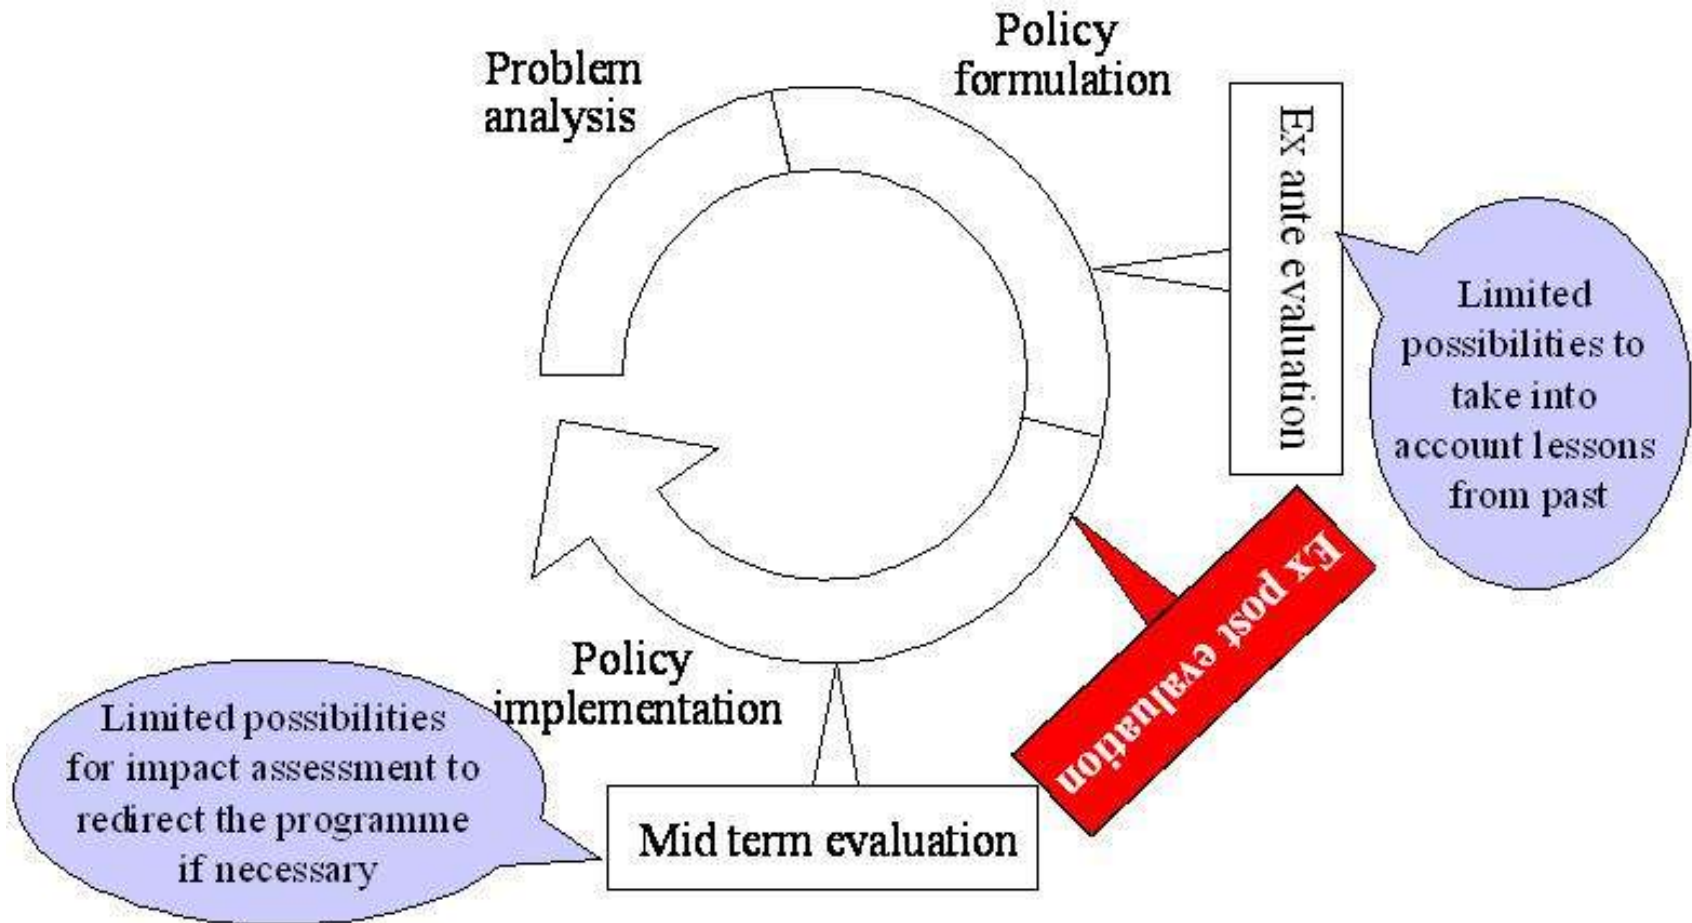 Problem
analysis
Policy
formulation
Ex ante evaluation
Limited
possibilities to
take into
account lessons
from past
Ex post evaluation
Policy
implementation
Limited possibilities
for impact assessment to
redirect the programme
if necessary
Mid term evaluation